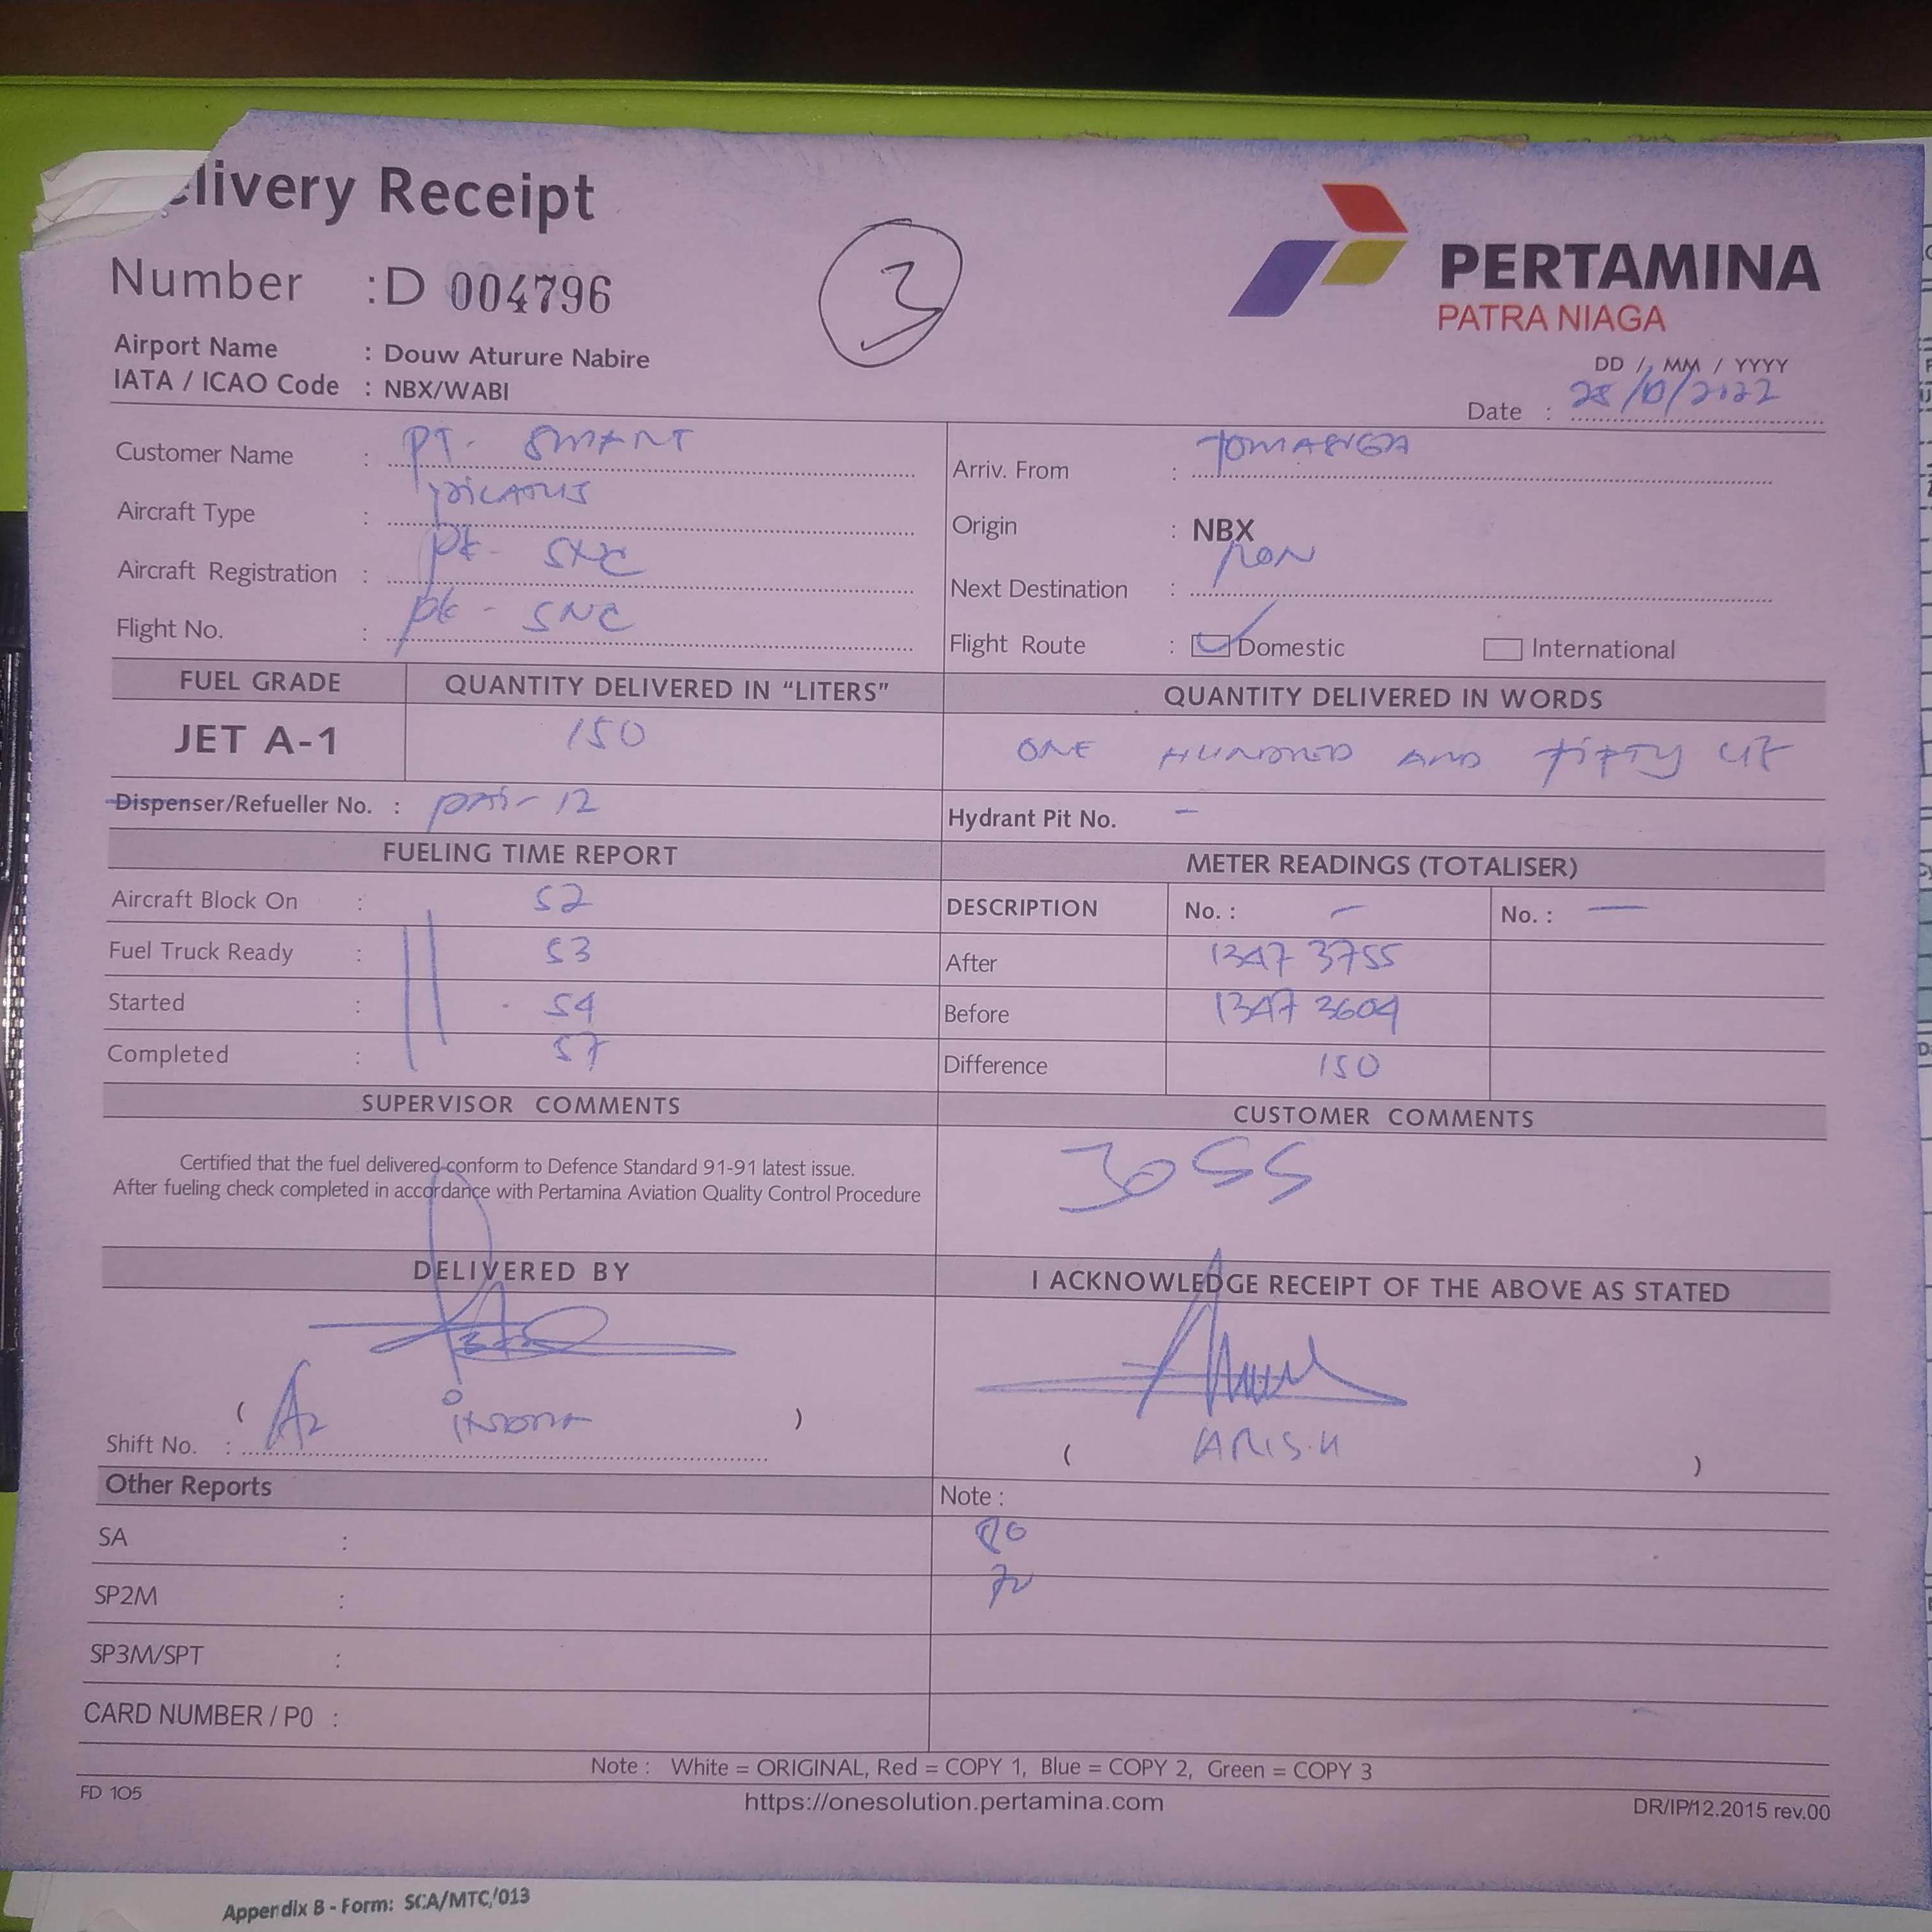 elivery Receipt
3
Number : D 004796
PERTAMINA
PATRA NIAGA
Airport Name : Douw Aturure Nabire
IATA / ICAO Code : NBX/WABI
DD / MM / YYYY
Date : 28/10/2022
Customer Name : PT. SMART
Arriv. From :
Aircraft Type : PILATUS
Origin : NBX
Aircraft Registration : PK - SNC
Next Destination :
Flight No. : PK - SNC
Flight Route : Domestic International
FUEL GRADE QUANTITY DELIVERED IN "LITERS" QUANTITY DELIVERED IN WORDS
JET A-1 150 ONE HUNDRED AND FIFTY
Dispenser/Refueller No. :
Hydrant Pit No. -
FUELING TIME REPORT
METER READINGS (TOTALISER)
Aircraft Block On : 52
DESCRIPTION No. : - No. : -
Fuel Truck Ready : 53
After 1347 3755
Started : 54
Before 1347 3604
Completed : 57
Difference 150
SUPERVISOR COMMENTS
CUSTOMER COMMENTS
Certified that the fuel delivered conform to Defence Standard 91-91 latest issue.
After fueling check completed in accordance with Pertamina Aviation Quality Control Procedure
JOSS
DELIVERED BY
I ACKNOWLEDGE RECEIPT OF THE ABOVE AS STATED
( )
Shift No. :
( ARIS.H )
Other Reports
Note :
SA :
SP2M :
SP3M/SPT :
CARD NUMBER / P0 :
Note : White = ORIGINAL, Red = COPY 1, Blue = COPY 2, Green = COPY 3
FD 105
https://onesolution.pertamina.com
DR/IP/12.2015 rev.00
Appendix B - Form: SCA/MTC/013